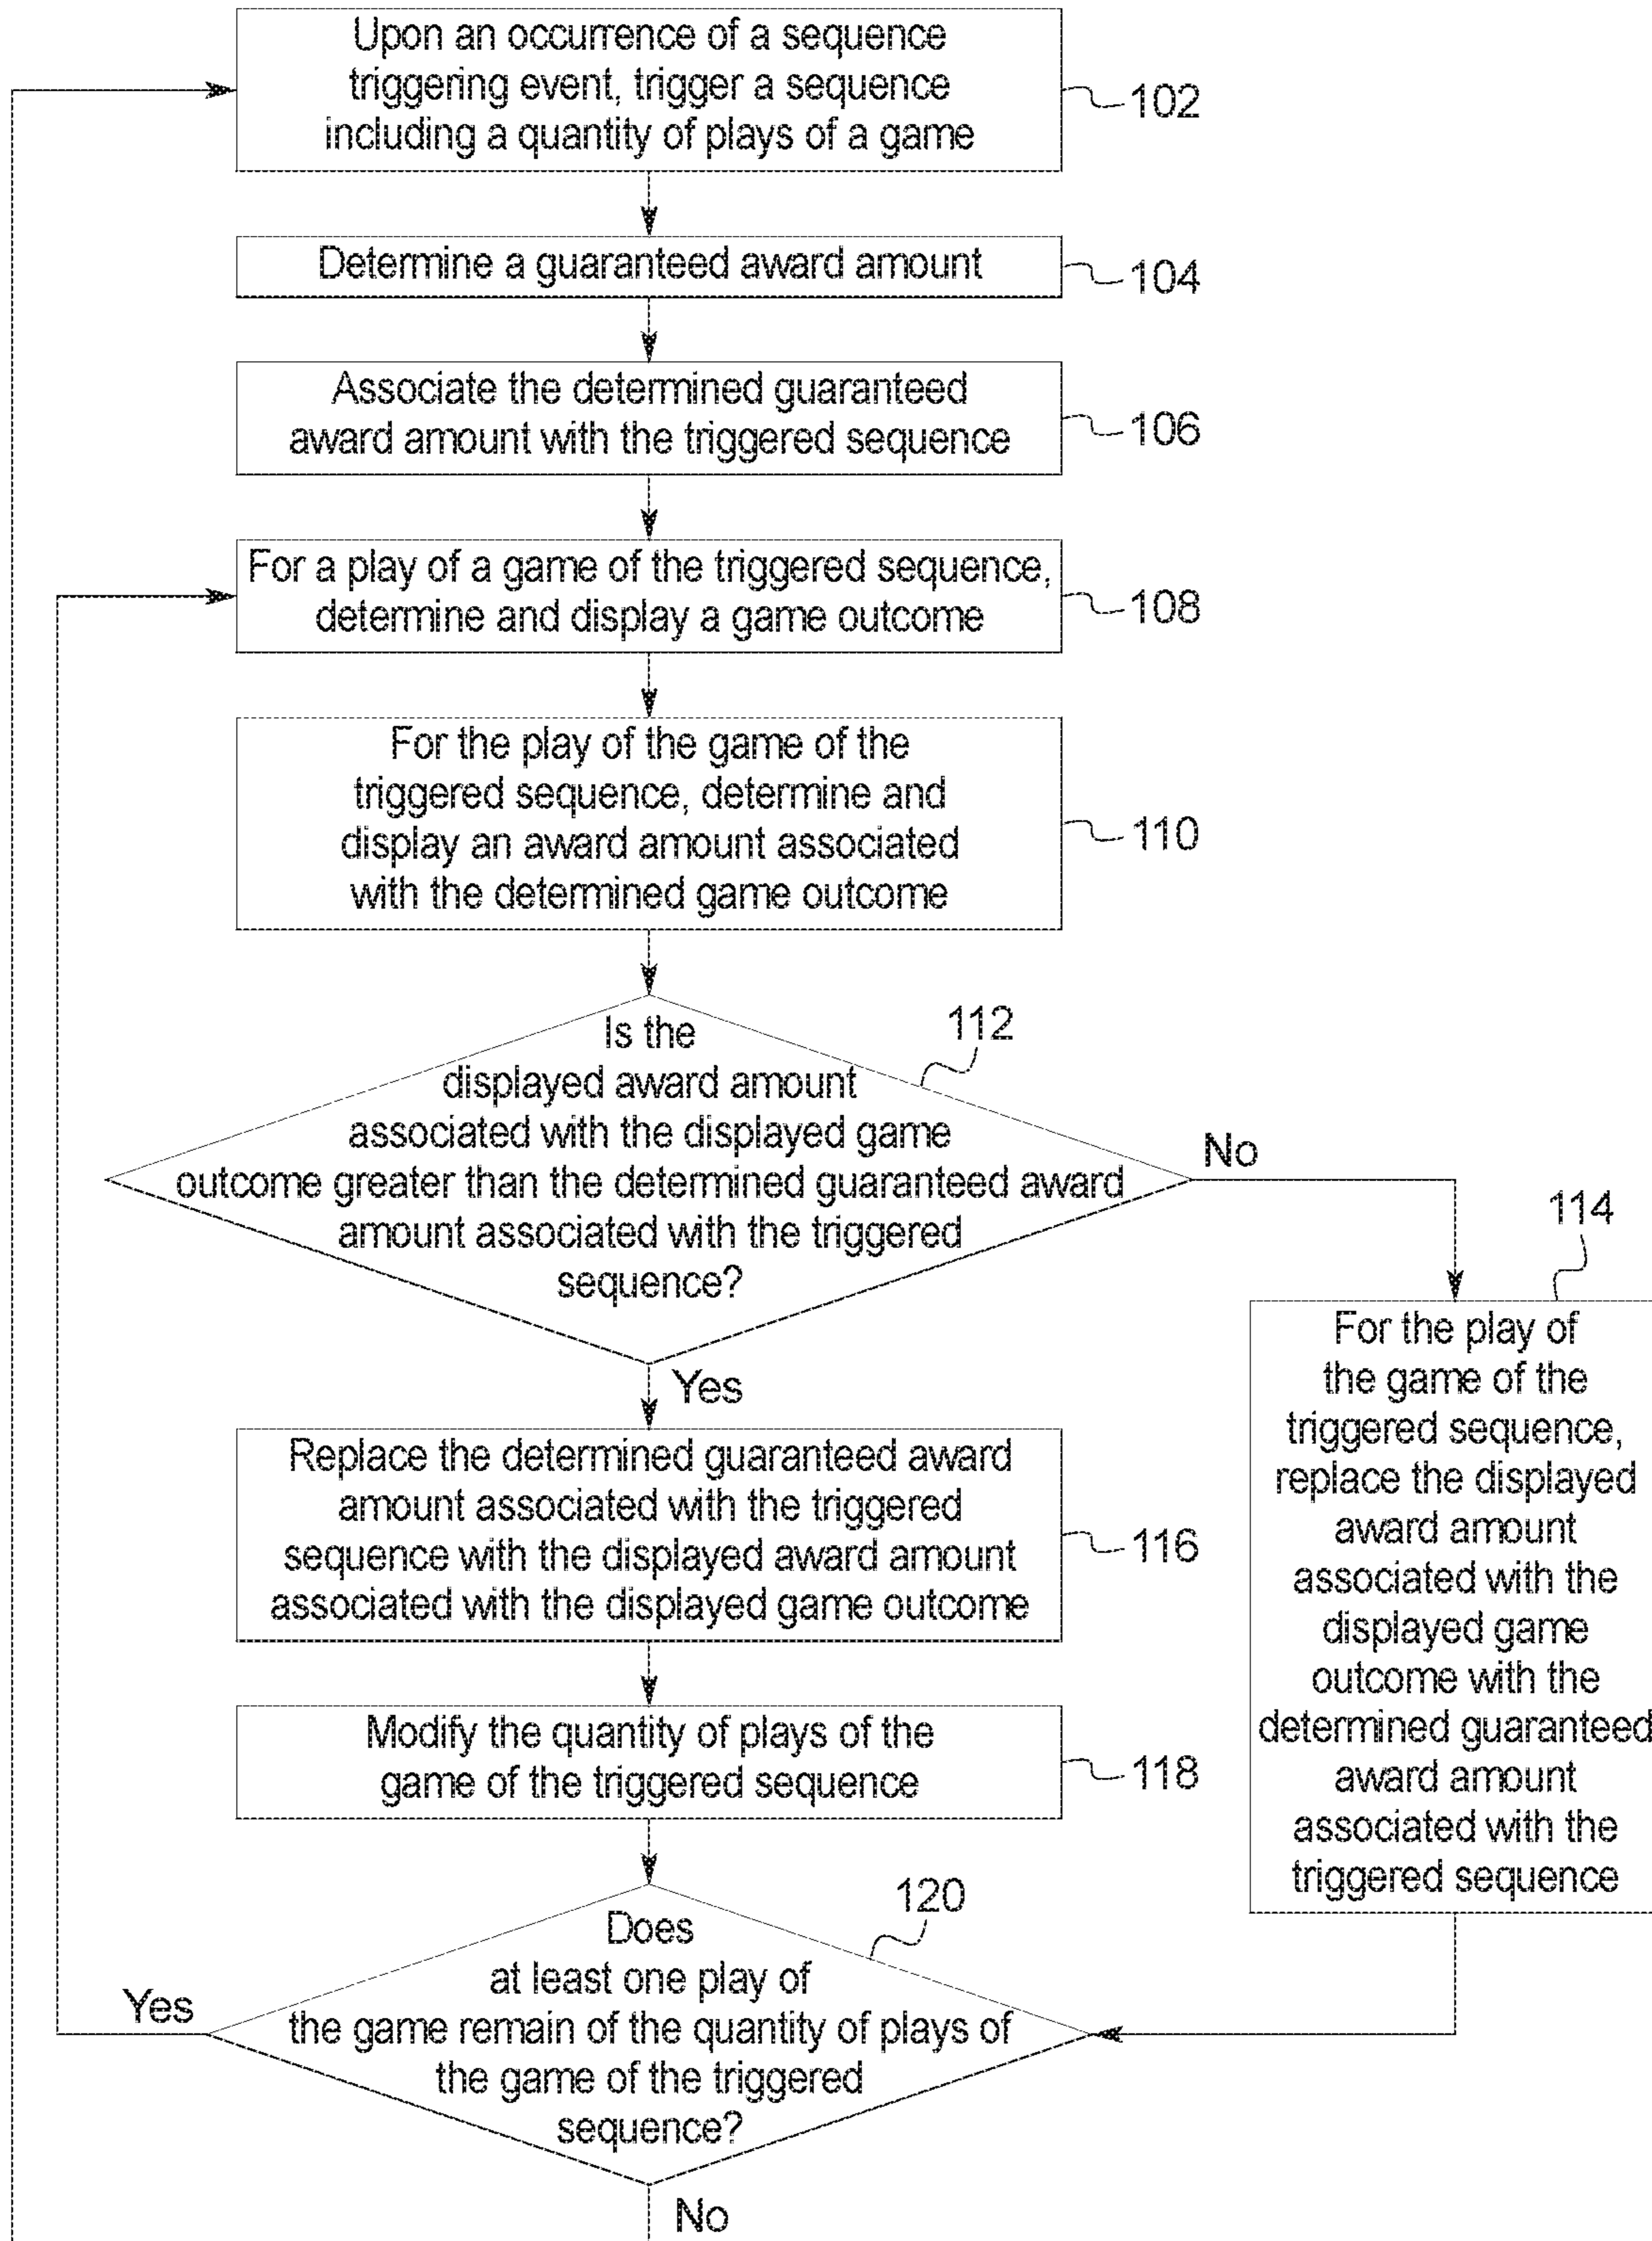 Upon an occurrence of a sequence
triggering event, trigger a sequence
including a quantity of plays of a game
102
Determine a guaranteed award amount
104
Associate the determined guaranteed
award amount with the triggered sequence
106
For a play of a game of the triggered sequence,
determine and display a game outcome
108
For the play of the game of the
triggered sequence, determine and
display an award amount associated
with the determined game outcome
110
Is the
displayed award amount
associated with the displayed game
outcome greater than the determined guaranteed award
amount associated with the triggered
sequence?
112
No
Yes
114
For the play of
the game of the
triggered sequence,
replace the displayed
award amount
associated with the
displayed game
outcome with the
determined guaranteed
award amount
associated with the
triggered sequence
Replace the determined guaranteed award
amount associated with the triggered
sequence with the displayed award amount
associated with the displayed game outcome
116
Modify the quantity of plays of the
game of the triggered sequence
118
Does
at least one play of
the game remain of the quantity of plays of
the game of the triggered
sequence?
120
Yes
No